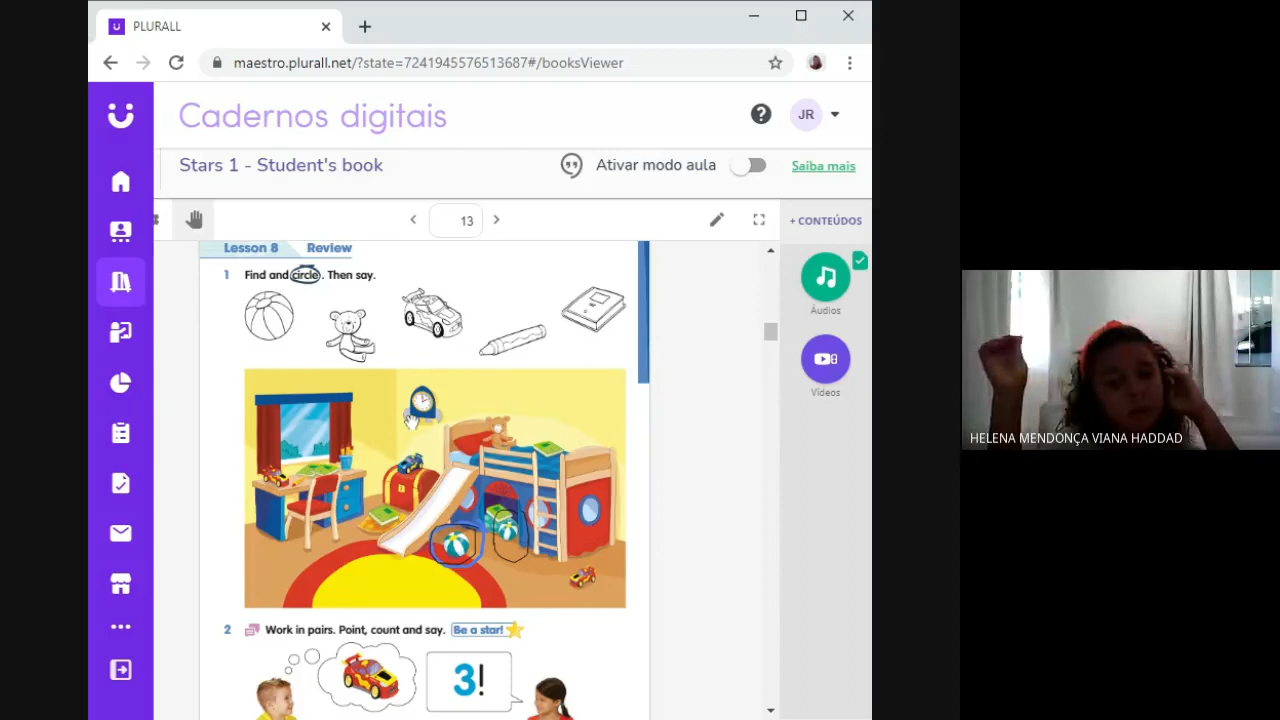 PLURALL
maestro.plurall.net/?state=7241945576513687#/booksViewer
Cadernos digitais
JR
Stars 1 - Student's book
Ativar modo aula
Saiba mais
13
+ CONTEÚDOS
Lesson 8 Review
1 Find and circle. Then say.
Áudios
Vídeos
HELENA MENDONÇA VIANA HADDAD
2 Work in pairs. Point, count and say. Be a star!
3!